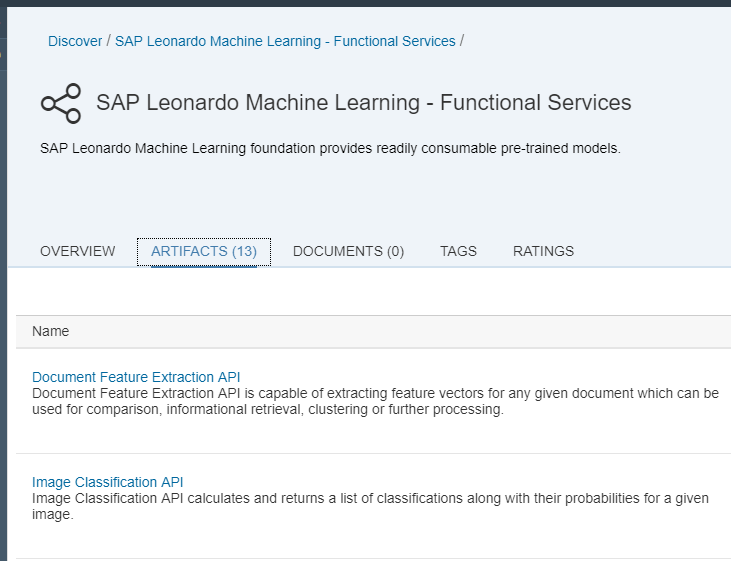 Discover / SAP Leonardo Machine Learning - Functional Services /
SAP Leonardo Machine Learning - Functional Services
SAP Leonardo Machine Learning foundation provides readily consumable pre-trained models.
OVERVIEW ARTIFACTS (13) DOCUMENTS (0) TAGS RATINGS
Name
Document Feature Extraction API
Document Feature Extraction API is capable of extracting feature vectors for any given document which can be
used for comparison, informational retrieval, clustering or further processing.
Image Classification API
Image Classification API calculates and returns a list of classifications along with their probabilities for a given
image.